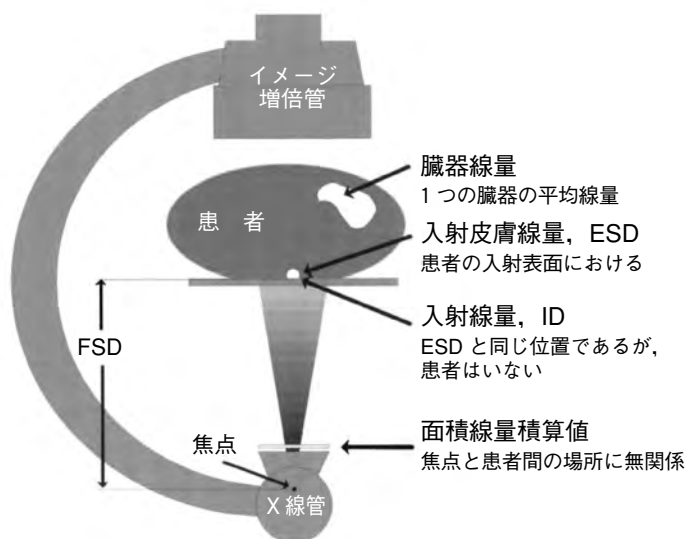 イメージ
増倍管
臓器線量
1つの臓器の平均線量
患 者
入射皮膚線量，ESD
患者の入射表面における
入射線量，ID
ESD と同じ位置であるが，
患者はいない
FSD
面積線量積算値
焦点と患者間の場所に無関係
焦点
X 線管